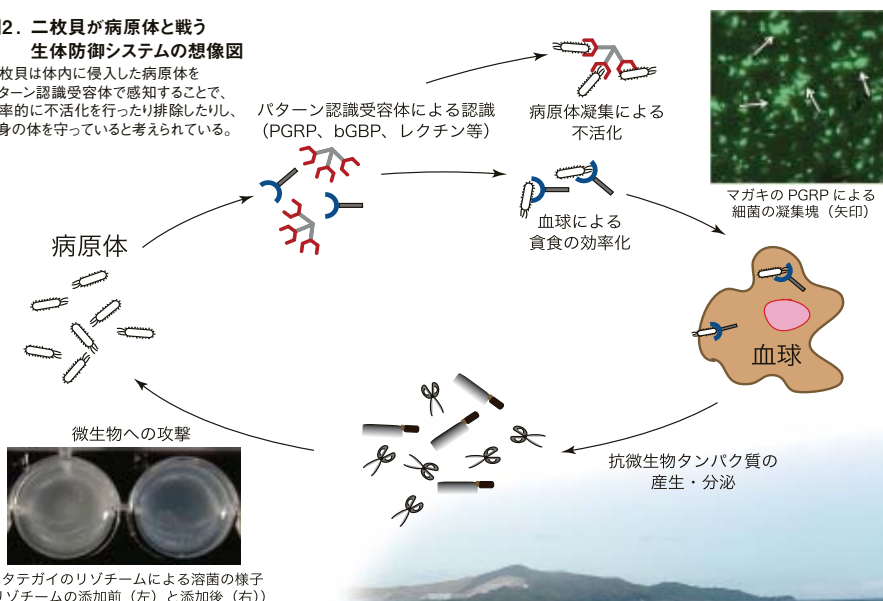 2. 二枚貝が病原体と戦う
生体防御システムの想像図
枚貝は体内に侵入した病原体を
ターン認識受容体で感知することで、
率的に不活化を行ったり排除したりし、
身の体を守っていると考えられている。
パターン認識受容体による認識
(PGRP、bGBP、レクチン等)
病原体凝集による
不活化
マガキの PGRP による
細菌の凝集塊（矢印）
血球による
貪食の効率化
病原体
血球
抗微生物タンパク質の
産生・分泌
微生物への攻撃
タテガイのリゾチームによる溶菌の様子
リゾチームの添加前（左）と添加後（右））